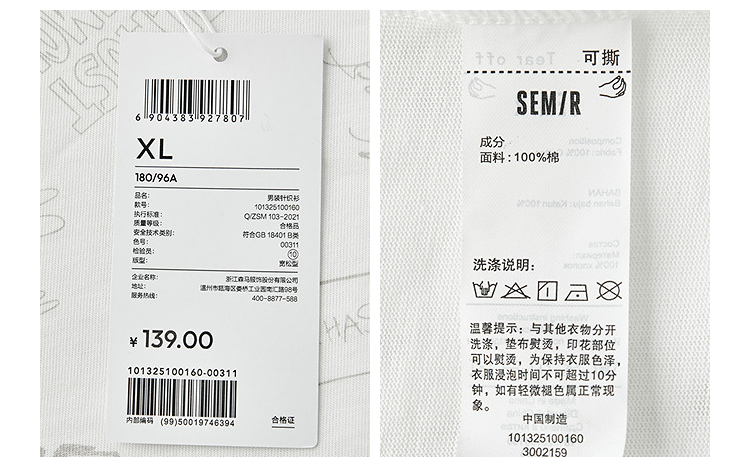 6 904383 927807
XL
180/96A
品名: 男装针织衫
款号: 101325100160
执行标准: Q/ZSM 103-2021
质量等级: 合格品
安全技术类别: 符合GB 18401 B类
色号: 00311
检验员: 10
版型: 宽松型
企业名称: 浙江森马服饰股份有限公司
地址: 温州市瓯海区娄桥工业园南汇路98号
服务热线: 400-8877-588
¥ 139.00
101325100160-00311
内部编码 (99)50019746394 合格证
Tear off
可撕
SEM/R
成分
面料: 100%棉
洗涤说明:
温馨提示: 与其他衣物分开
洗涤, 垫布熨烫, 印花部位
可以熨烫, 为保持衣服色泽,
衣服浸泡时间不可超过10分
钟, 如有轻微褪色属正常现
象。
中国制造
101325100160
3002159